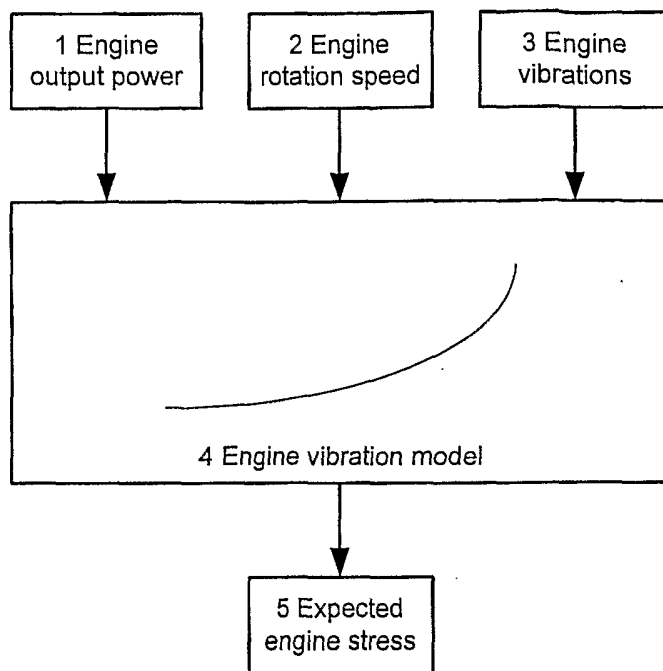 1 Engine
output power
2 Engine
rotation speed
3 Engine
vibrations
4 Engine vibration model
5 Expected
engine stress